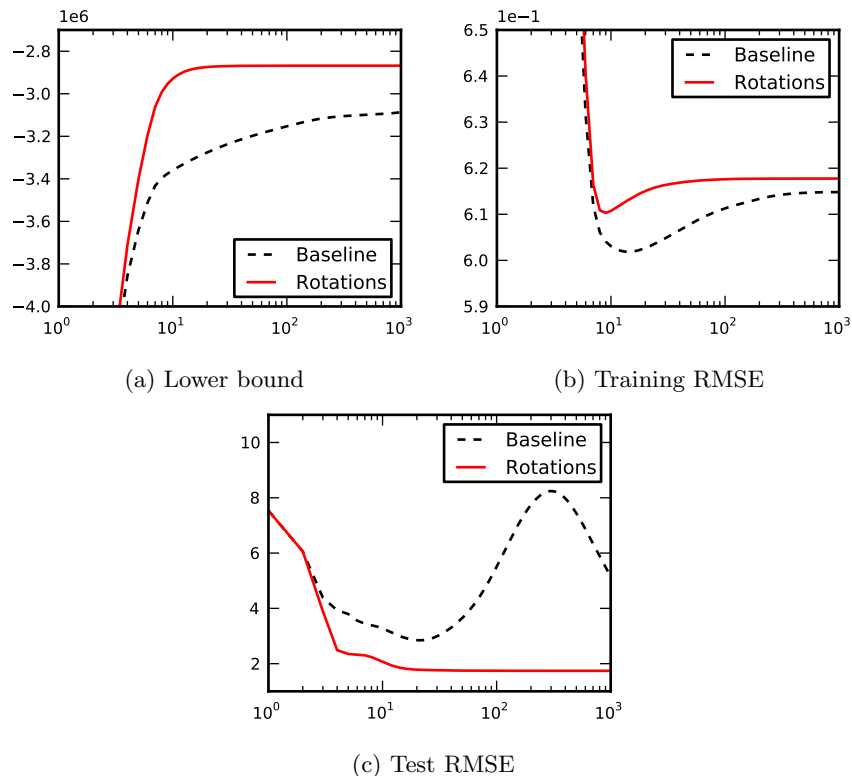 1e6
−2.8
−3.0
−3.2
−3.4
−3.6
−3.8
−4.0
10^0
10^1
10^2
10^3
Baseline
Rotations
(a) Lower bound
1e−1
6.5
6.4
6.3
6.2
6.1
6.0
5.9
10^0
10^1
10^2
10^3
Baseline
Rotations
(b) Training RMSE
10
8
6
4
2
10^0
10^1
10^2
10^3
Baseline
Rotations
(c) Test RMSE